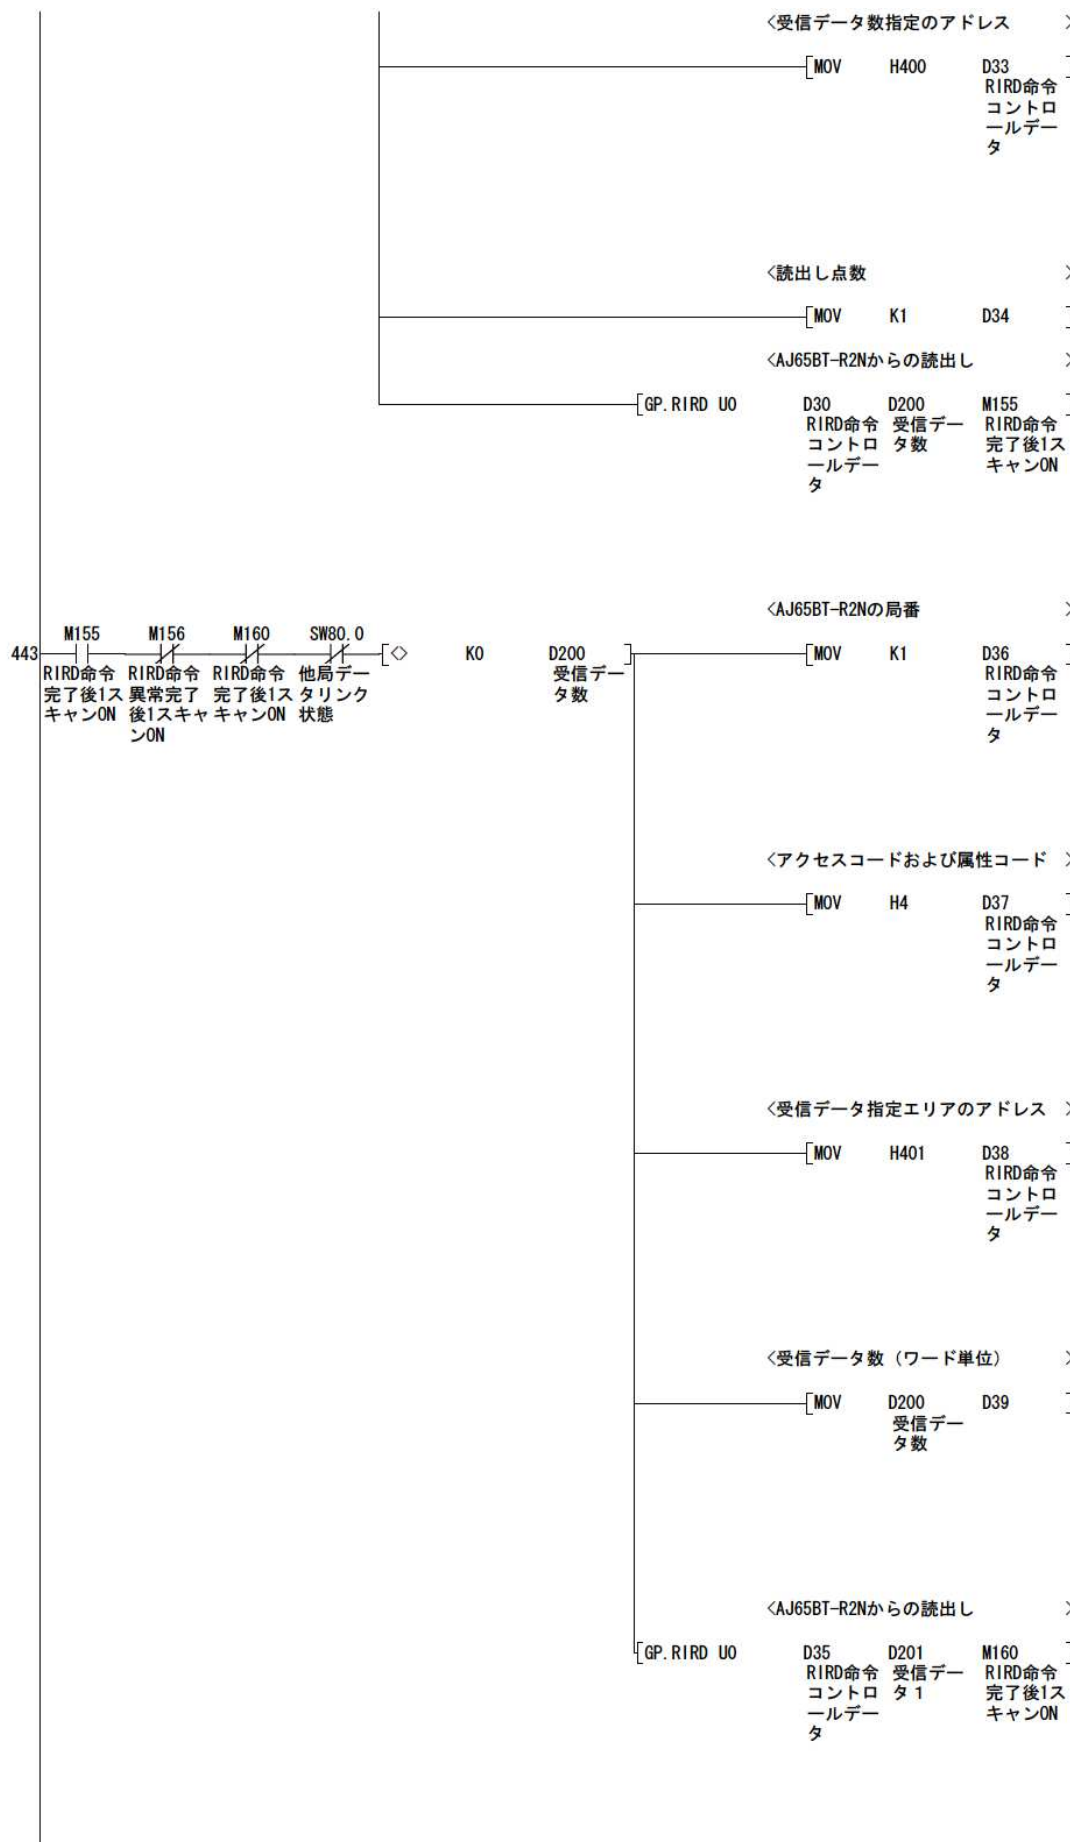 <受信データ数指定のアドレス >
[MOV H400 D33 ]
RIRD命令
コントロ
ールデー
タ
<読出し点数 >
[MOV K1 D34 ]
<AJ65BT-R2Nからの読出し >
[GP.RIRD U0 D30 D200 M155 ]
RIRD命令 受信デー RIRD命令
コントロ タ数 完了後1ス
ールデー キャンON
タ
<AJ65BT-R2Nの局番 >
M155 M156 M160 SW80.0
443 [<> K0 D200 ] [MOV K1 D36 ]
RIRD命令 RIRD命令 RIRD命令 他局デー 受信デー RIRD命令
完了後1ス 異常完了 完了後1ス タリンク タ数 コントロ
キャンON 後1スキャ キャンON 状態 ールデー
ンON タ
<アクセスコードおよび属性コード >
[MOV H4 D37 ]
RIRD命令
コントロ
ールデー
タ
<受信データ指定エリアのアドレス >
[MOV H401 D38 ]
RIRD命令
コントロ
ールデー
タ
<受信データ数（ワード単位） >
[MOV D200 D39 ]
受信デー
タ数
<AJ65BT-R2Nからの読出し >
[GP.RIRD U0 D35 D201 M160 ]
RIRD命令 受信デー RIRD命令
コントロ タ１ 完了後1ス
ールデー キャンON
タ